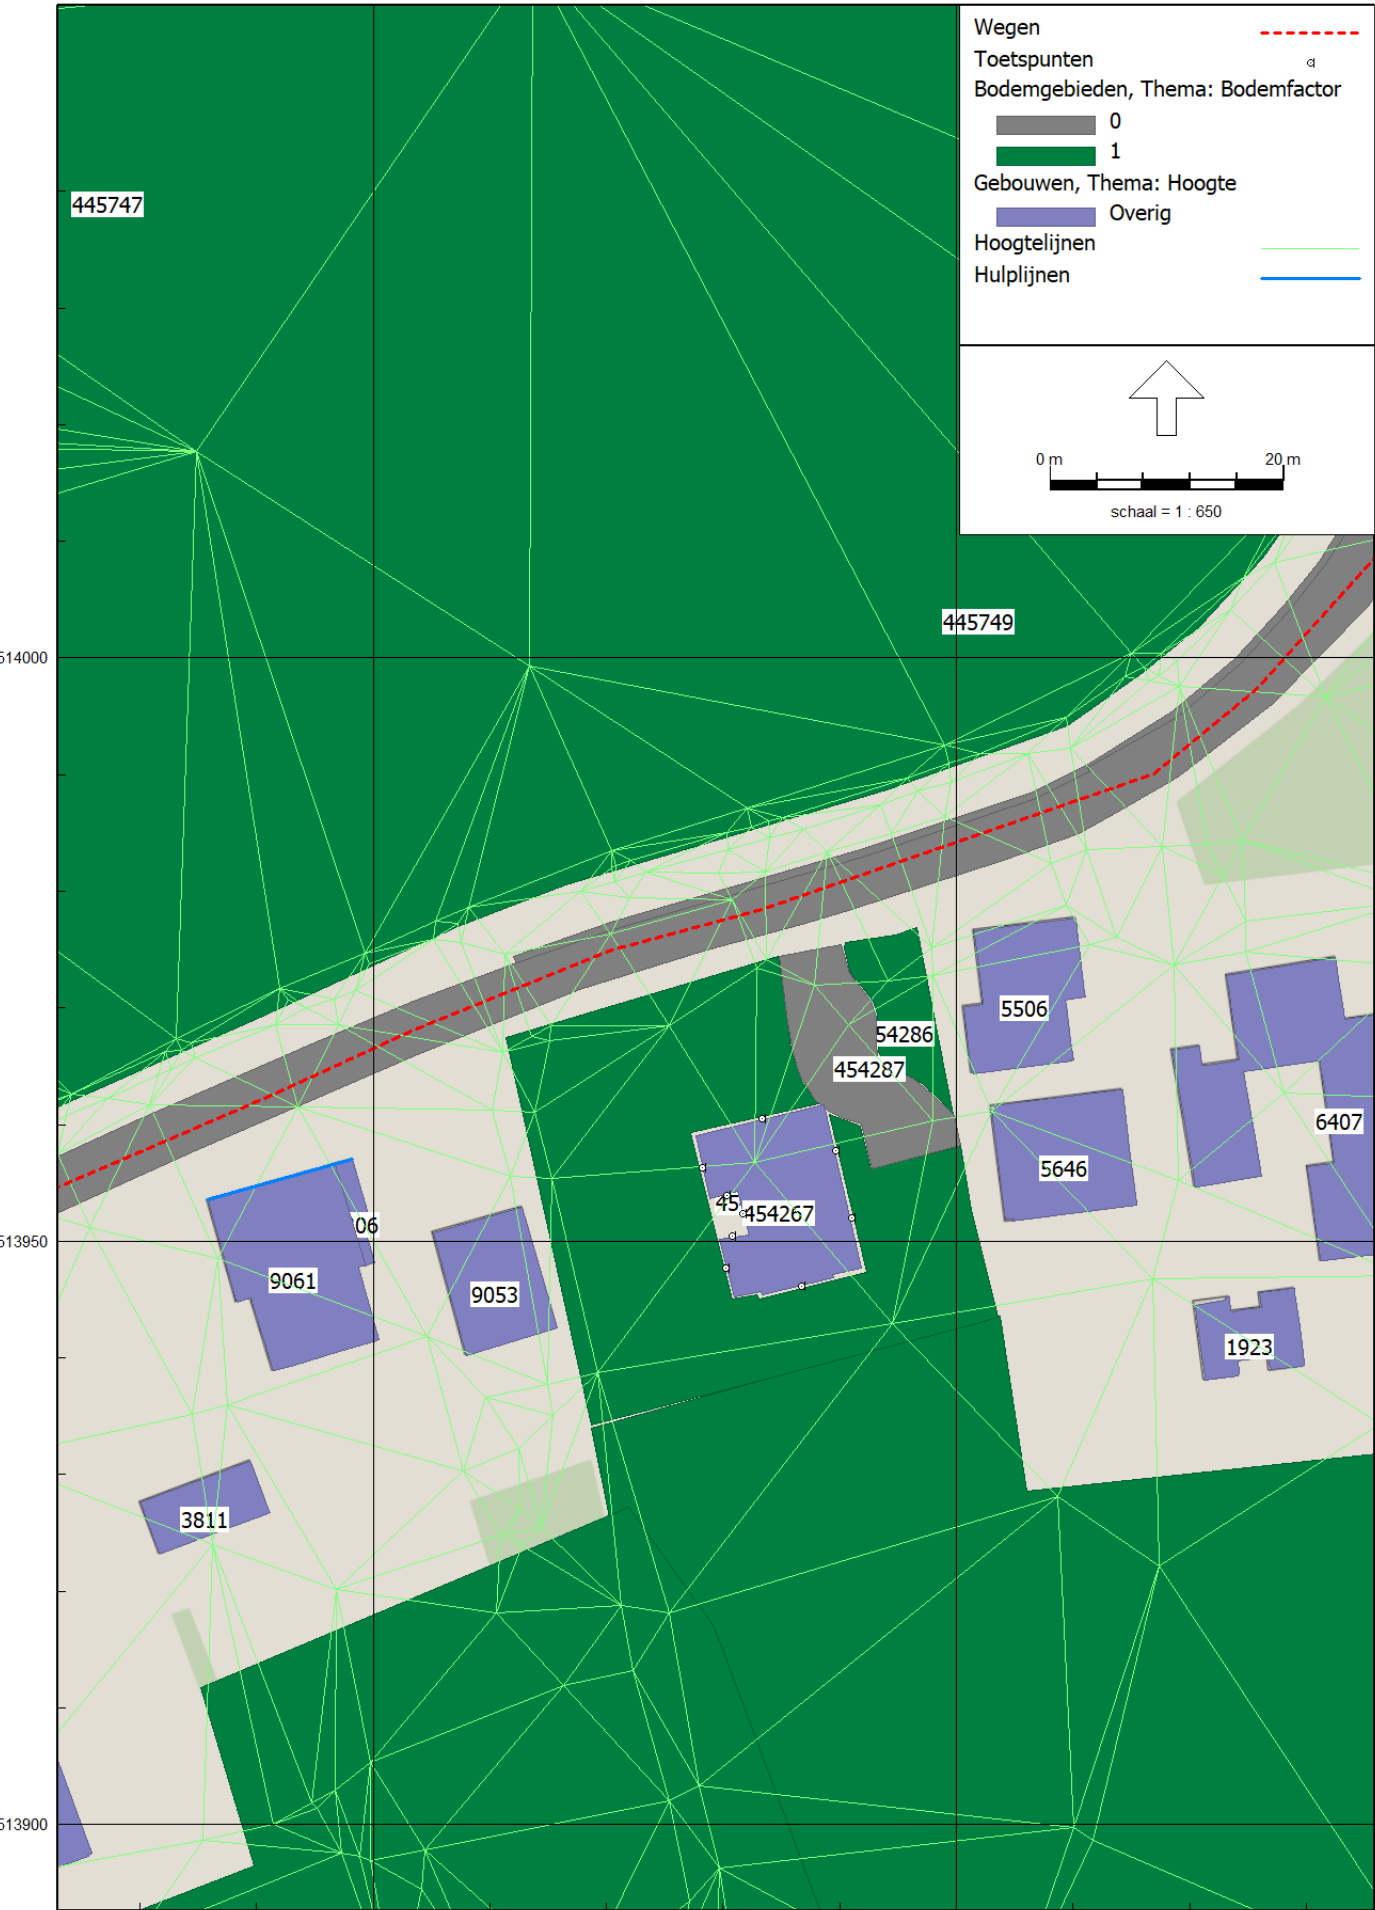 Wegen
Toetspunten
Bodemgebieden, Thema: Bodemfactor
0
1
Gebouwen, Thema: Hoogte
Overig
Hoogtelijnen
Hulplijnen
0 m 20 m
schaal = 1 : 650
445747
445749
514000
5506
54286
454287
6407
5646
45
454267
06
513950
9061
9053
1923
3811
513900